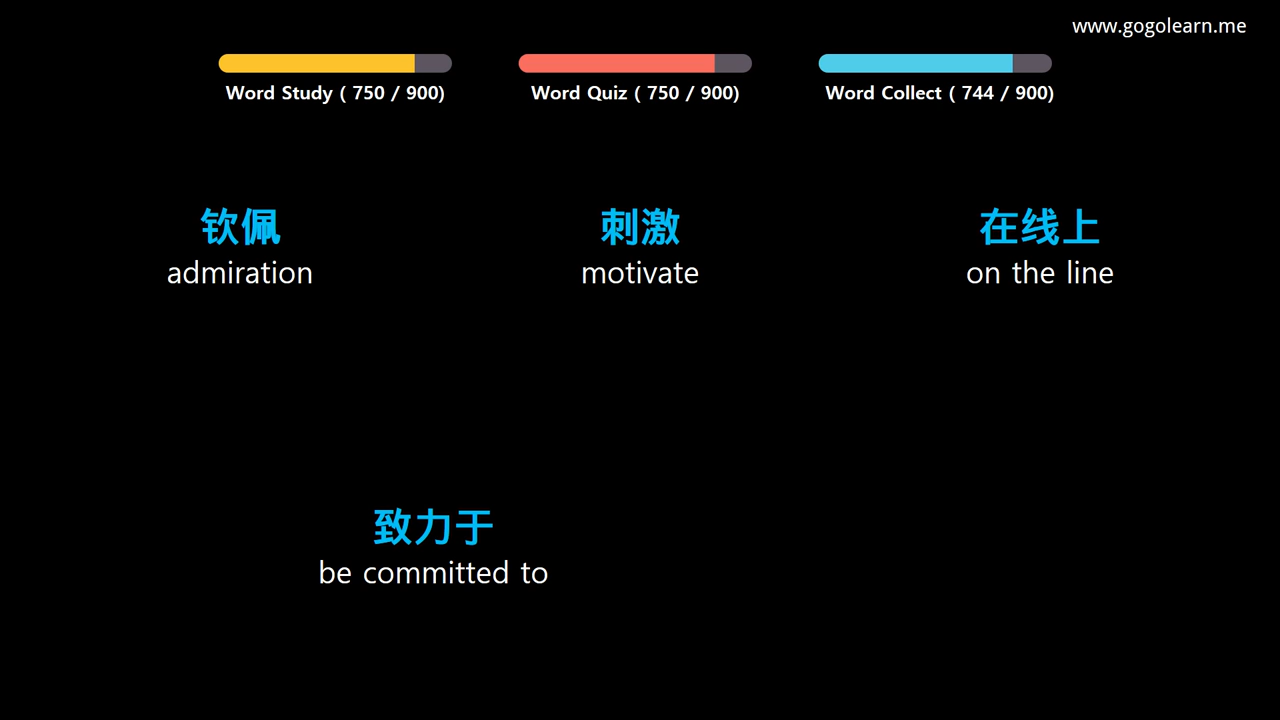 www.gogolearn.me
Word Study ( 750 / 900)
Word Quiz ( 750 / 900)
Word Collect ( 744 / 900)
钦佩
admiration
刺激
motivate
在线上
on the line
致力于
be committed to